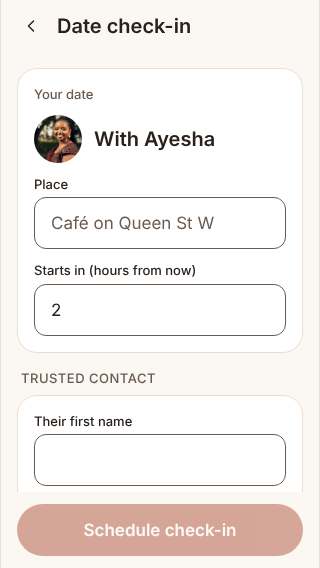 Date check-in
Your date
With Ayesha
Place
Café on Queen St W
Starts in (hours from now)
2
TRUSTED CONTACT
Their first name
Schedule check-in